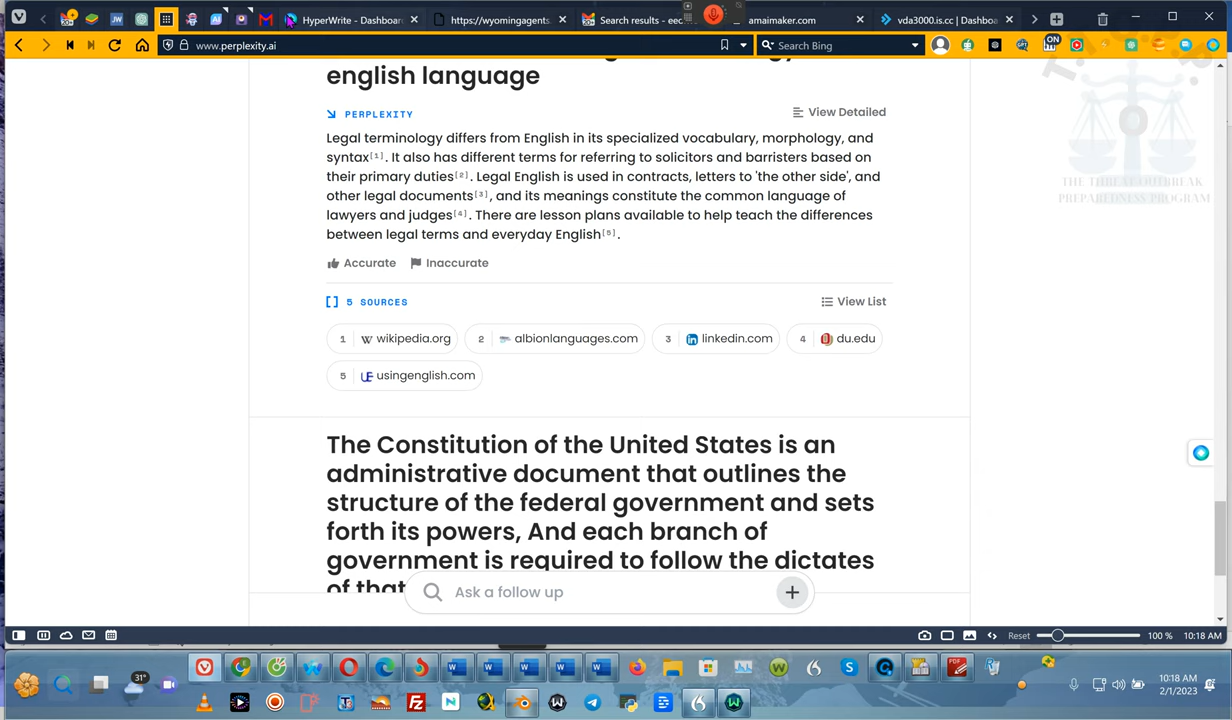 HyperWrite - Dashboar
https://wyomingagents.
Search results - eec
amaimaker.com
vda3000.is.cc | Dashboa
www.perplexity.ai
Search Bing
ON
english language
PERPLEXITY
View Detailed
Legal terminology differs from English in its specialized vocabulary, morphology, and
syntax[1]. It also has different terms for referring to solicitors and barristers based on
their primary duties[2]. Legal English is used in contracts, letters to 'the other side', and
other legal documents[3], and its meanings constitute the common language of
lawyers and judges[4]. There are lesson plans available to help teach the differences
between legal terms and everyday English[5].
Accurate
Inaccurate
5 SOURCES
View List
1 wikipedia.org
2 albionlanguages.com
3 linkedin.com
4 du.edu
5 usingenglish.com
The Constitution of the United States is an
administrative document that outlines the
structure of the federal government and sets
forth its powers, And each branch of
government is required to follow the dictates
of that
Ask a follow up
THE THREAT OUTBREAK
PREPAREDNESS PROGRAM
Reset
100 %
10:18 AM
31°
10:18 AM
2/1/2023